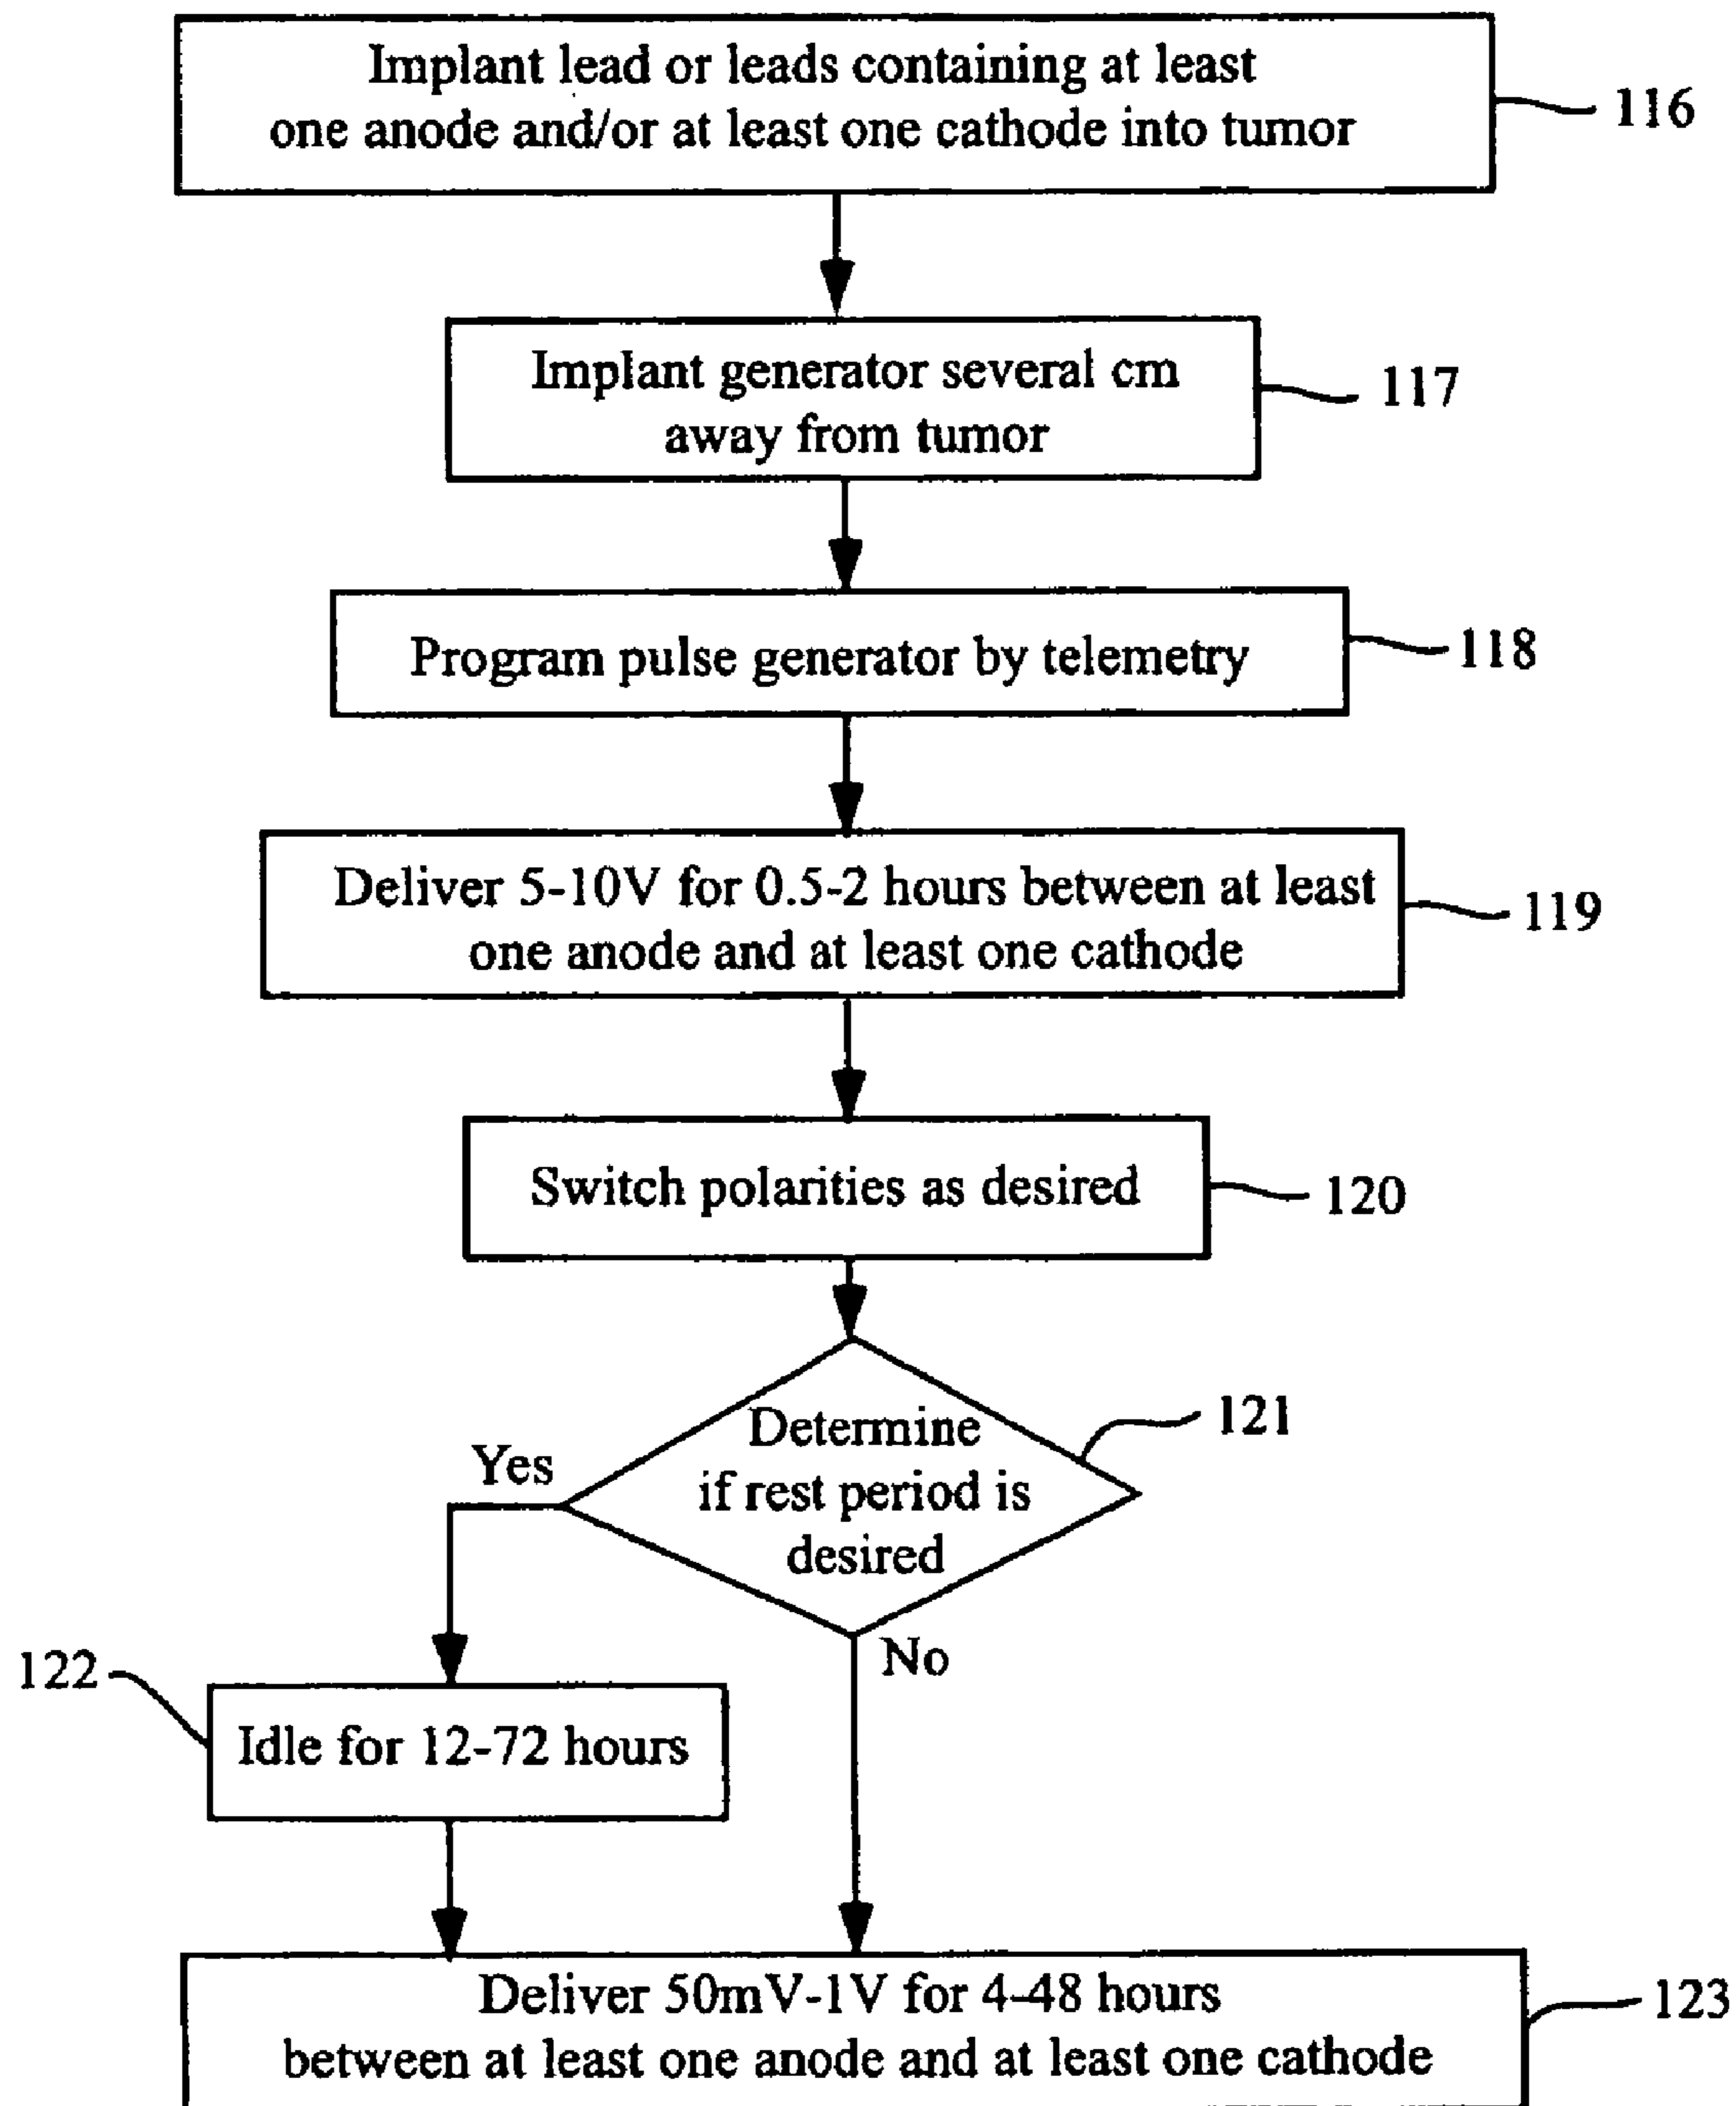 Implant lead or leads containing at least
one anode and/or at least one cathode into tumor
116
Implant generator several cm
away from tumor
117
Program pulse generator by telemetry
118
Deliver 5-10V for 0.5-2 hours between at least
one anode and at least one cathode
119
Switch polarities as desired
120
Determine
if rest period is
desired
121
Yes
No
122
Idle for 12-72 hours
Deliver 50mV-1V for 4-48 hours
between at least one anode and at least one cathode
123